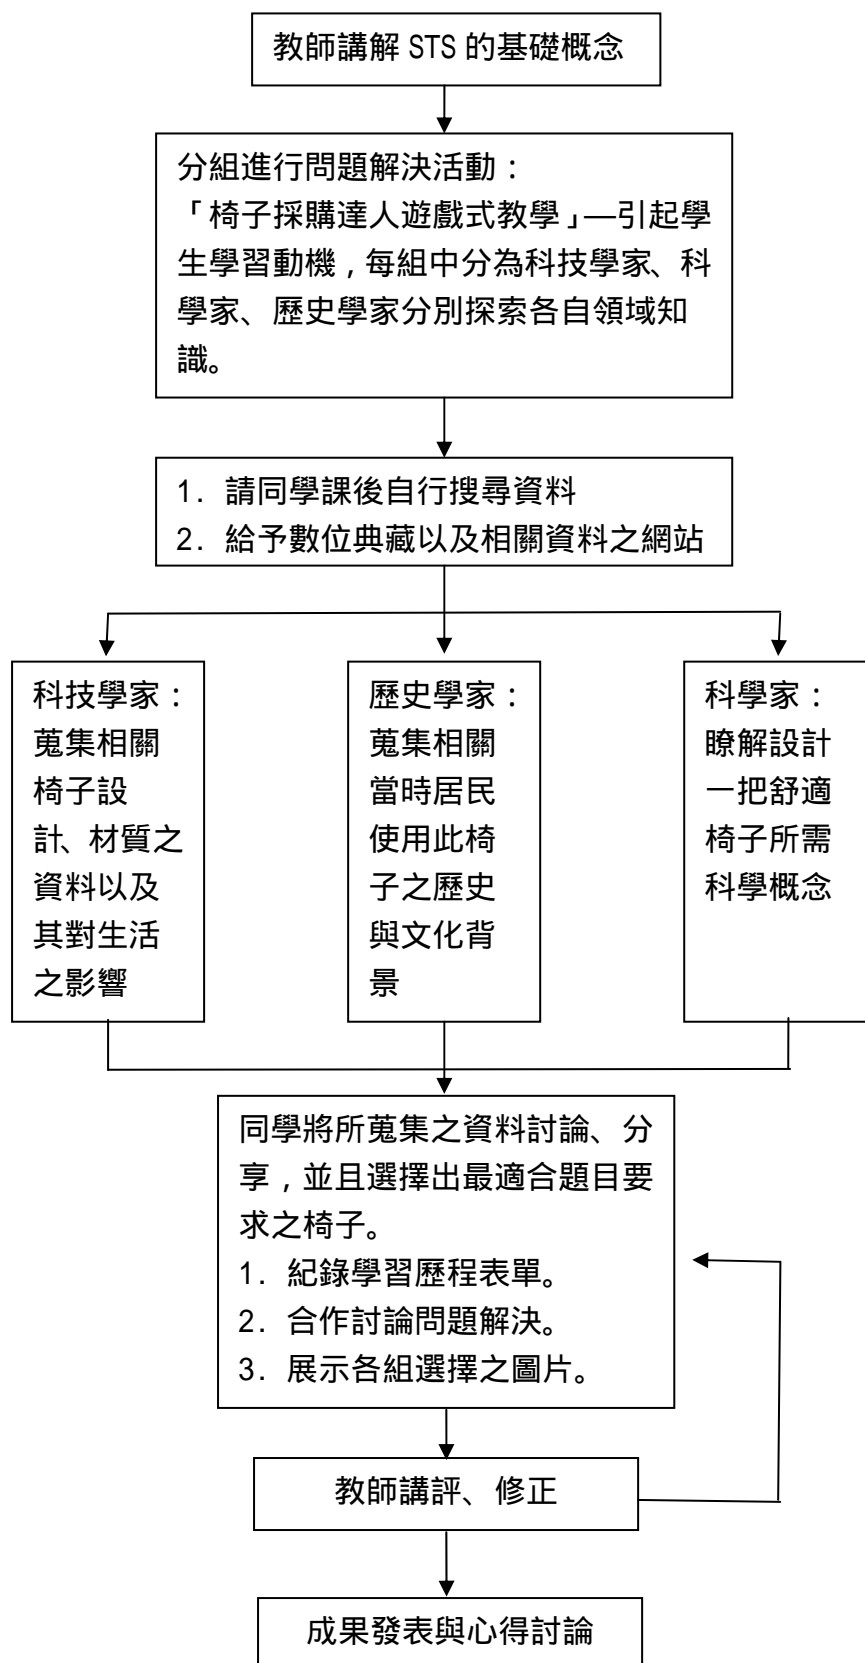 教師講解 STS 的基礎概念
分組進行問題解決活動：
「椅子採購達人遊戲式教學」—引起學
生學習動機，每組中分為科技學家、科
學家、歷史學家分別探索各自領域知
識。
1. 請同學課後自行搜尋資料
2. 給予數位典藏以及相關資料之網站
科技學家：
蒐集相關
椅子設
計、材質之
資料以及
其對生活
之影響
歷史學家：
蒐集相關
當時居民
使用此椅
子之歷史
與文化背
景
科學家：
瞭解設計
一把舒適
椅子所需
科學概念
同學將所蒐集之資料討論、分
享，並且選擇出最適合題目要
求之椅子。
1. 紀錄學習歷程表單。
2. 合作討論問題解決。
3. 展示各組選擇之圖片。
教師講評、修正
成果發表與心得討論